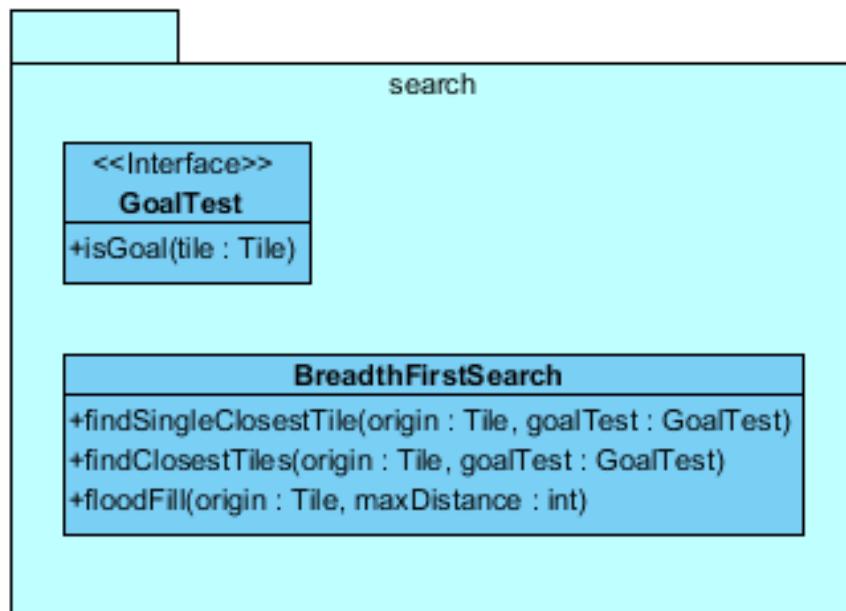 search
<<Interface>>
GoalTest
+isGoal(tile : Tile)
BreadthFirstSearch
+findSingleClosestTile(origin : Tile, goalTest : GoalTest)
+findClosestTiles(origin : Tile, goalTest : GoalTest)
+floodFill(origin : Tile, maxDistance : int)